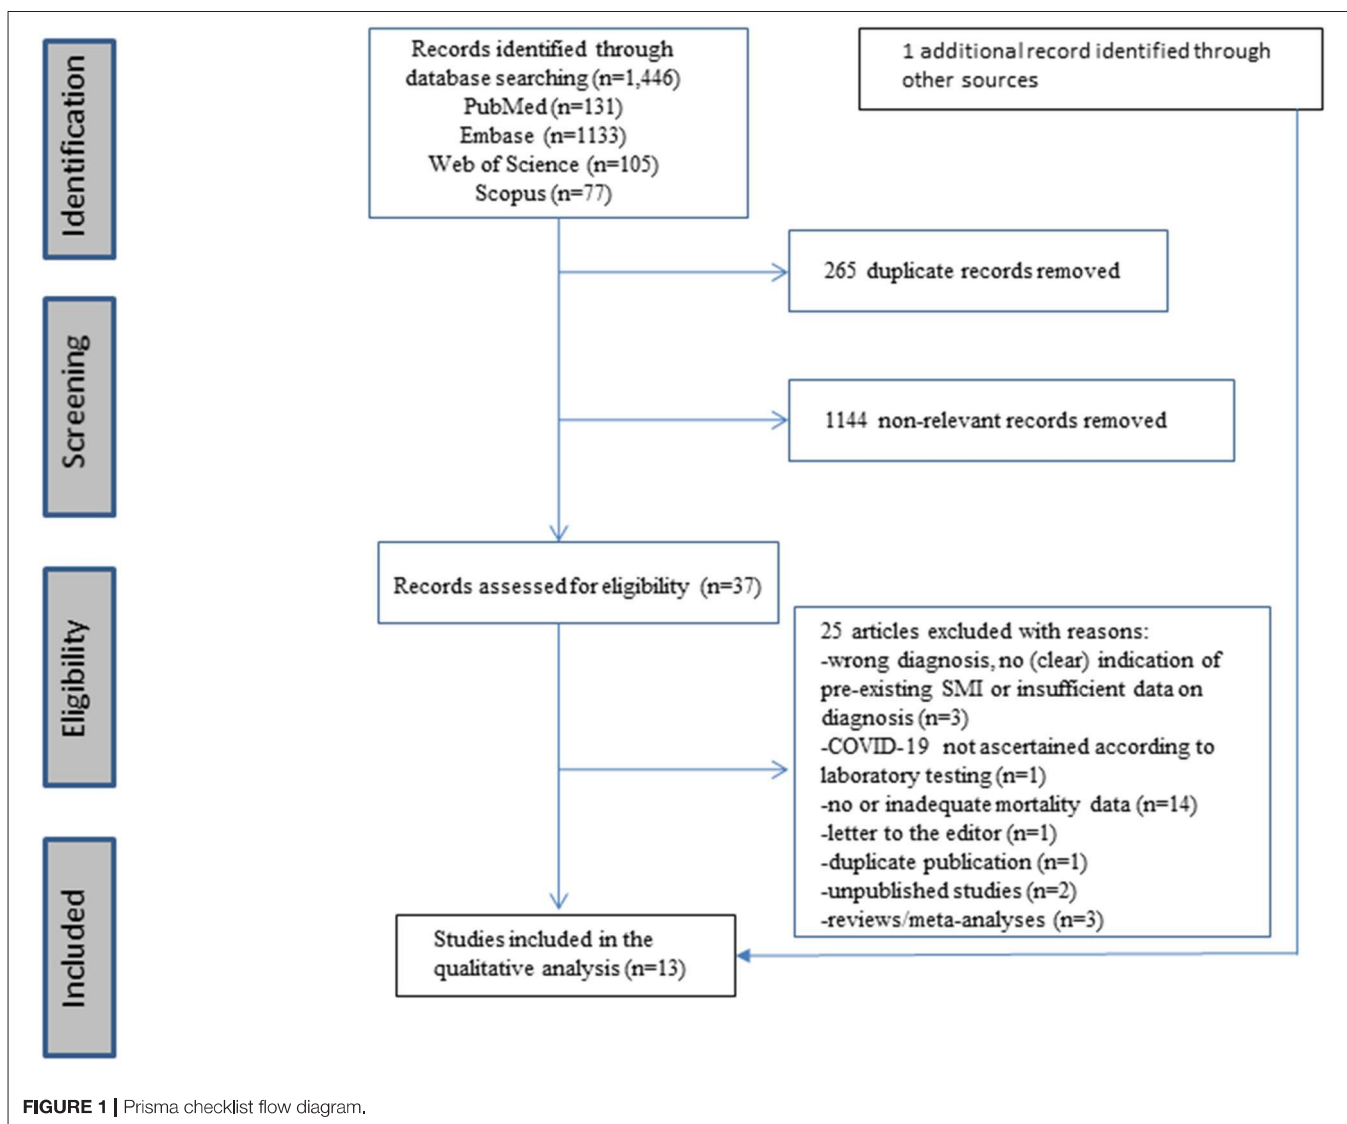 Identification
Records identified through
database searching (n=1,446)
PubMed (n=131)
Embase (n=1133)
Web of Science (n=105)
Scopus (n=77)
1 additional record identified through
other sources
265 duplicate records removed
Screening
1144 non-relevant records removed
Eligibility
Records assessed for eligibility (n=37)
25 articles excluded with reasons:
-wrong diagnosis, no (clear) indication of
pre-existing SMI or insufficient data on
diagnosis (n=3)
-COVID-19 not ascertained according to
laboratory testing (n=1)
-no or inadequate mortality data (n=14)
-letter to the editor (n=1)
-duplicate publication (n=1)
-unpublished studies (n=2)
-reviews/meta-analyses (n=3)
Included
Studies included in the
qualitative analysis (n=13)
FIGURE 1 | Prisma checklist flow diagram.